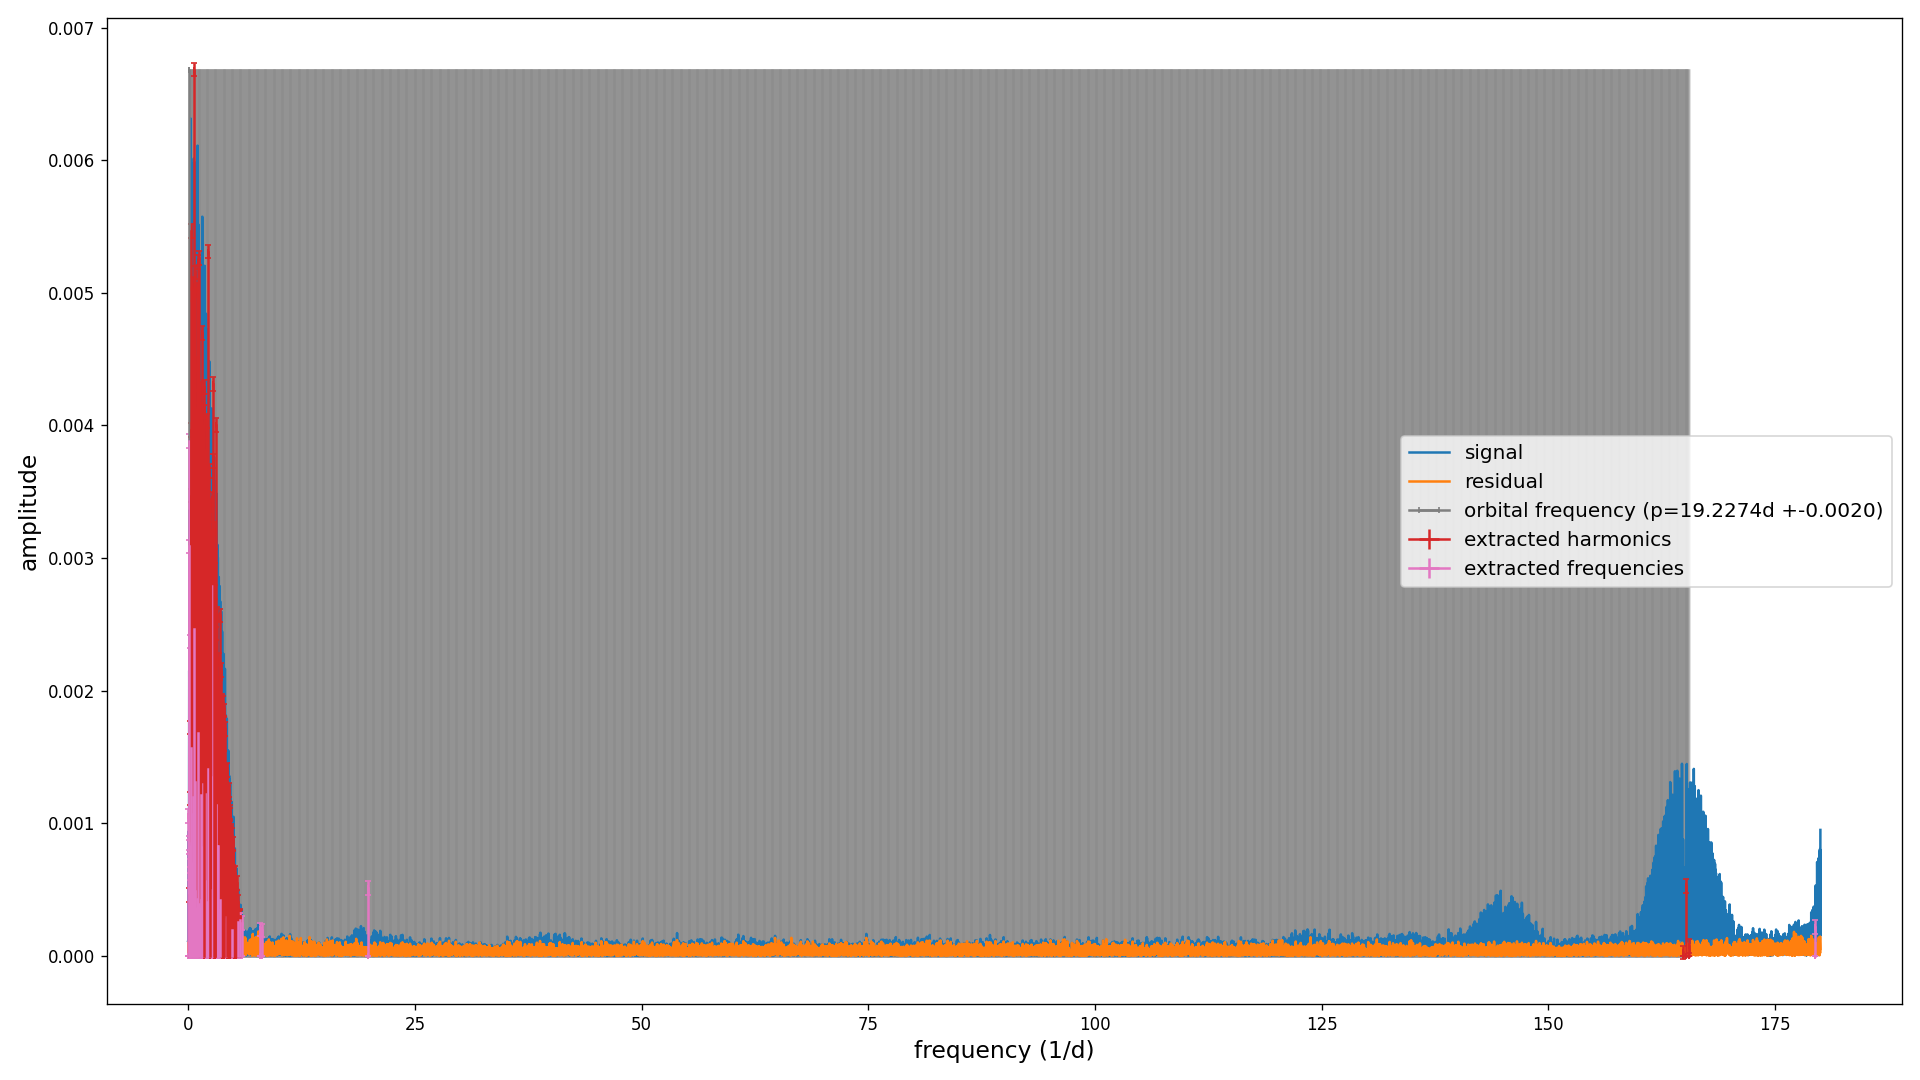 0.007
0.006
0.005
0.004
0.003
0.002
0.001
0.000
amplitude
signal
residual
orbital frequency (p=19.2274d +-0.0020)
extracted harmonics
extracted frequencies
0
25
50
75
100
125
150
175
frequency (1/d)